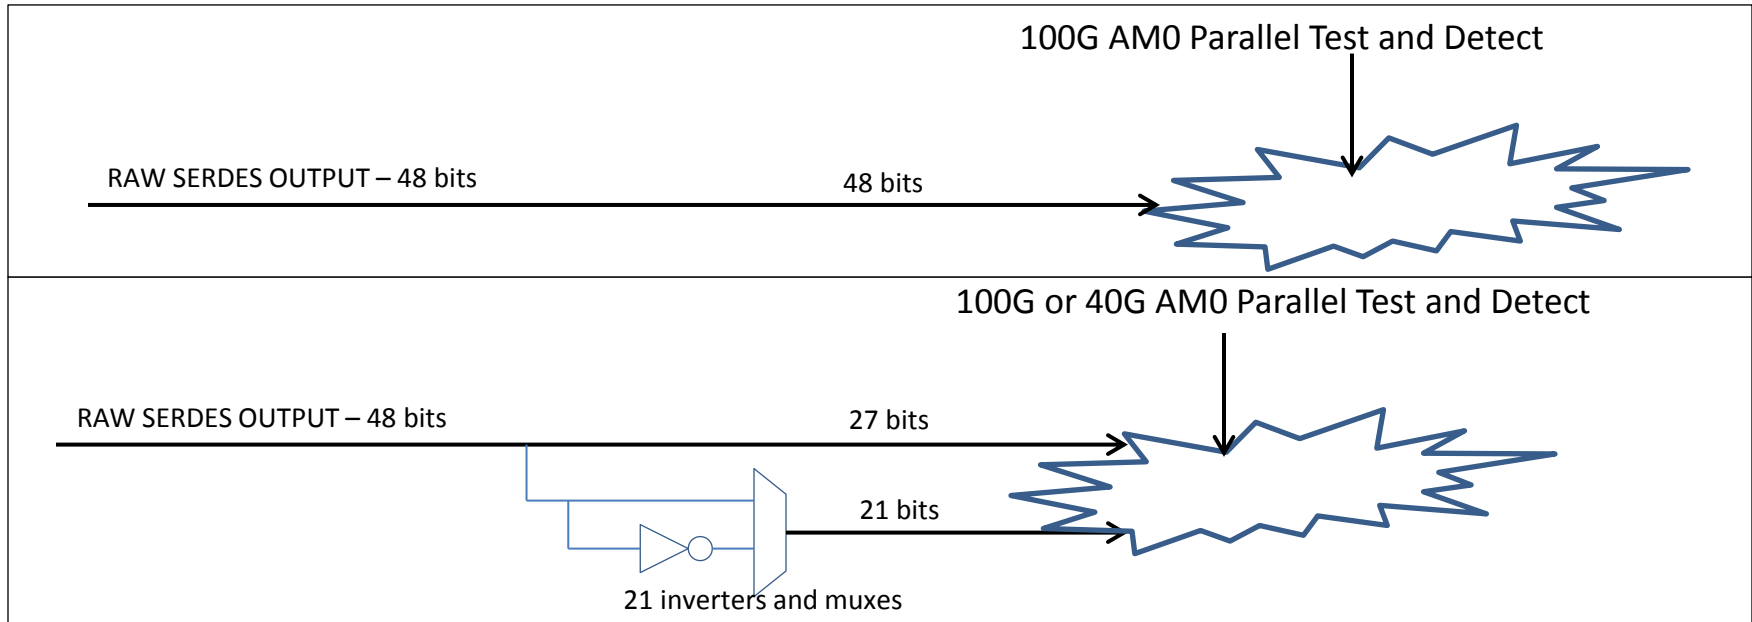 100G AM0 Parallel Test and Detect
RAW SERDES OUTPUT – 48 bits
48 bits
100G or 40G AM0 Parallel Test and Detect
RAW SERDES OUTPUT – 48 bits
27 bits
21 bits
21 inverters and muxes